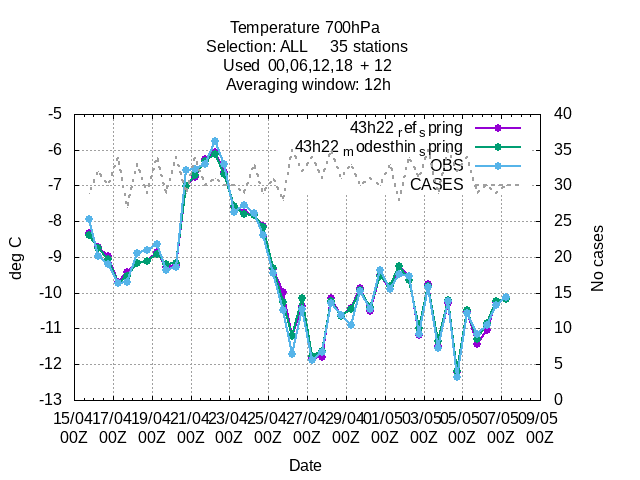 Temperature 700hPa
Selection: ALL 35 stations
Used 00,06,12,18 + 12
Averaging window: 12h
43h22_ref_spring
43h22_modesthin_spring
OBS
CASES
-5
-6
-7
-8
-9
-10
-11
-12
-13
deg C
40
35
30
25
20
15
10
5
0
No cases
15/04 17/04 19/04 21/04 23/04 25/04 27/04 29/04 01/05 03/05 05/05 07/05 09/05
00Z 00Z 00Z 00Z 00Z 00Z 00Z 00Z 00Z 00Z 00Z 00Z 00Z
Date